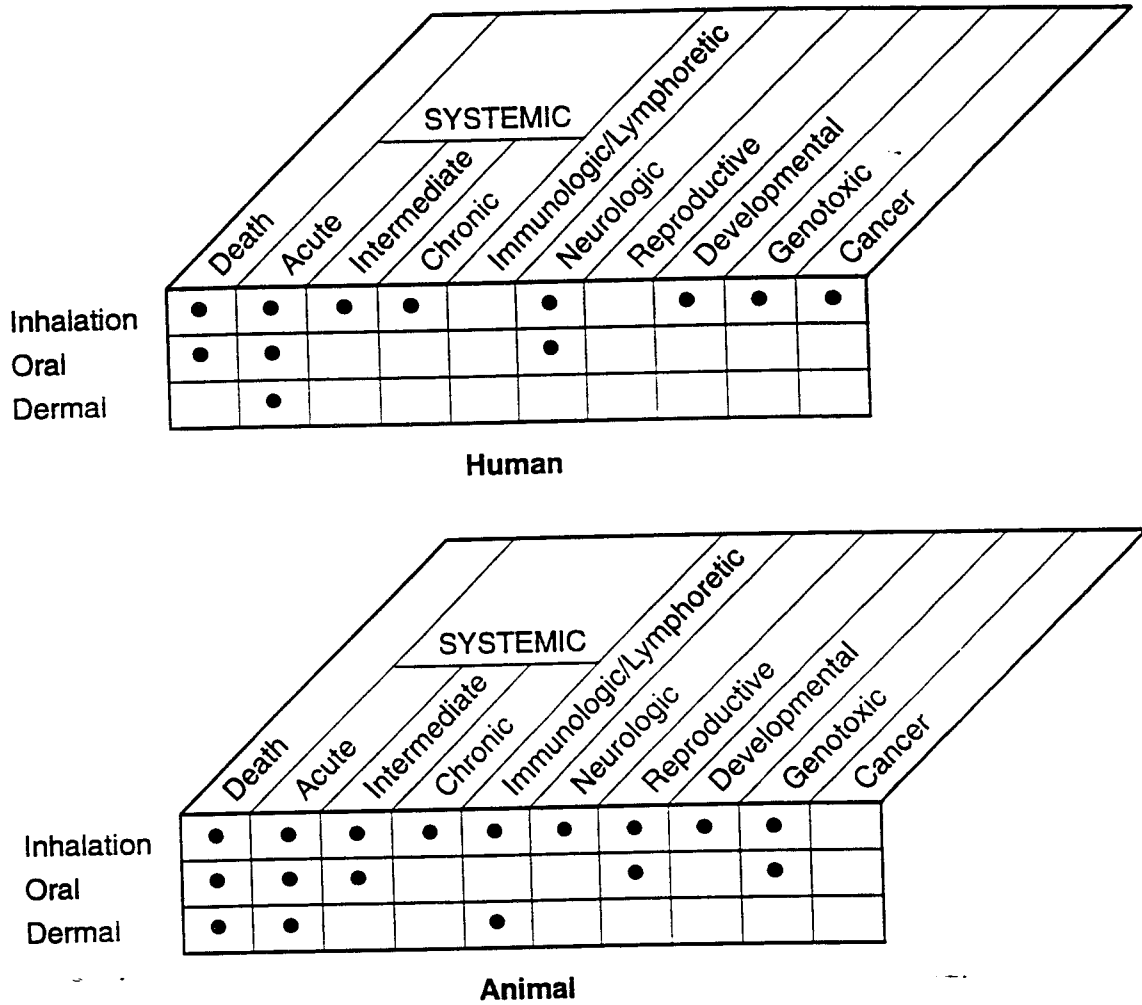 SYSTEMIC
Death
Acute
Intermediate
Chronic
Immunologic/Lymphoretic
Neurologic
Reproductive
Developmental
Genotoxic
Cancer
Inhalation
Oral
Dermal
Human
SYSTEMIC
Death
Acute
Intermediate
Chronic
Immunologic/Lymphoretic
Neurologic
Reproductive
Developmental
Genotoxic
Cancer
Inhalation
Oral
Dermal
Animal